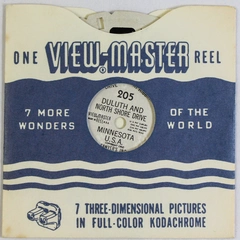 ONE VIEW-MASTER REEL
205
DULUTH AND
NORTH SHORE DRIVE
7 MORE
WONDERS
OF THE
WORLD
MINNESOTA
U.S.A.
7 THREE-DIMENSIONAL PICTURES
IN FULL-COLOR KODACHROME